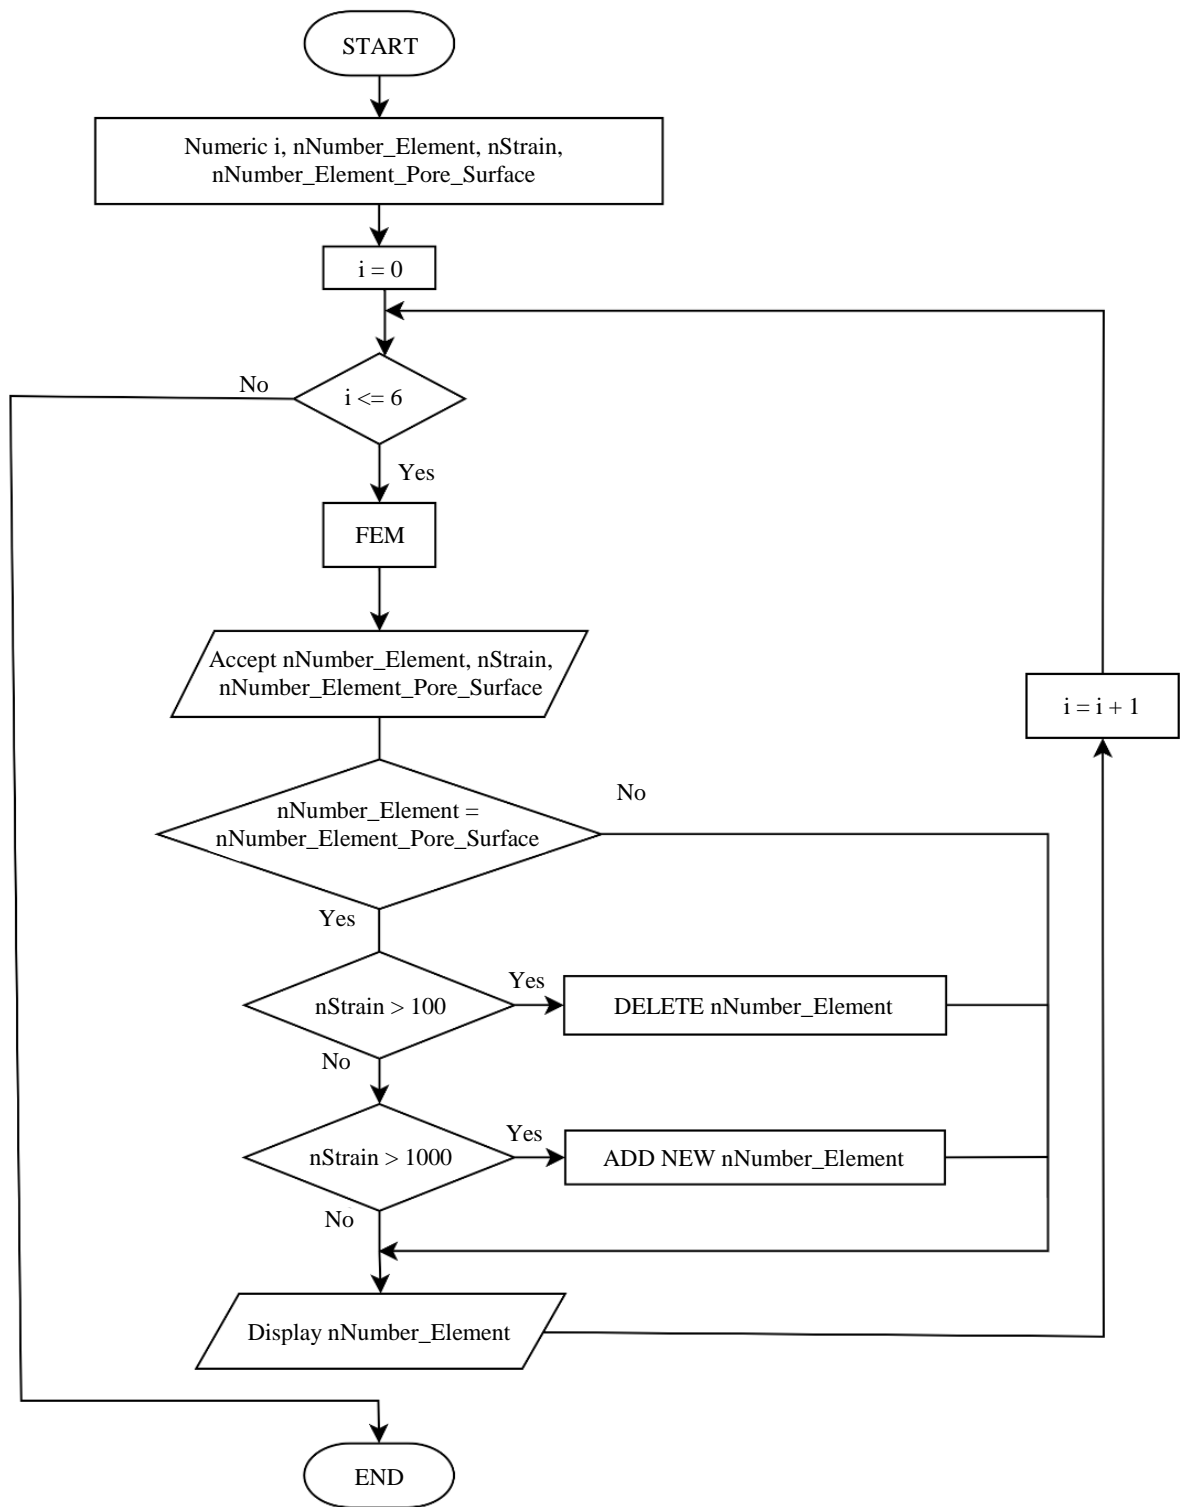 START
Numeric i, nNumber_Element, nStrain,
nNumber_Element_Pore_Surface
i = 0
No
i <= 6
Yes
FEM
Accept nNumber_Element, nStrain,
nNumber_Element_Pore_Surface
i = i + 1
No
nNumber_Element =
nNumber_Element_Pore_Surface
Yes
nStrain > 100
Yes
DELETE nNumber_Element
No
nStrain > 1000
Yes
ADD NEW nNumber_Element
No
Display nNumber_Element
END